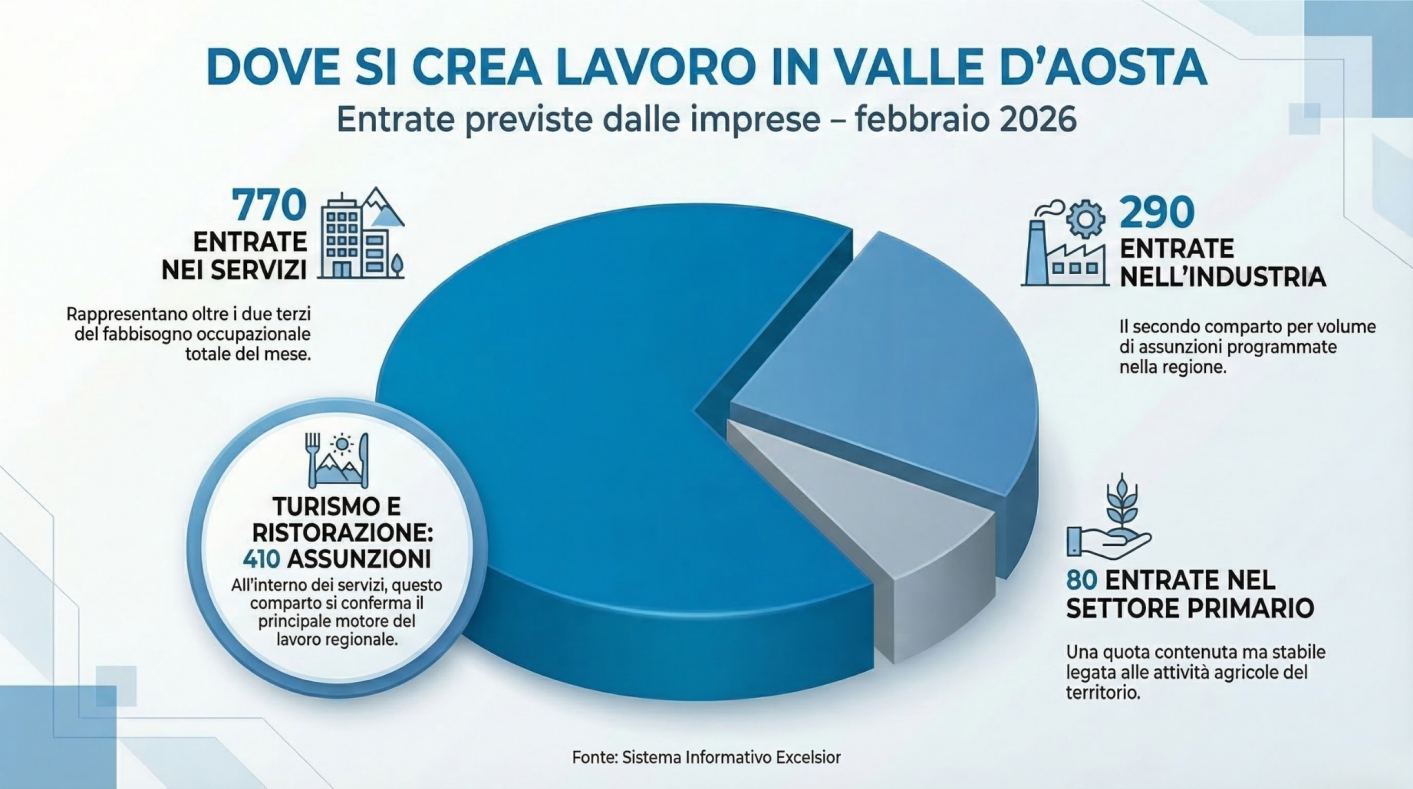 DOVE SI CREA LAVORO IN VALLE D'AOSTA
Entrate previste dalle imprese – febbraio 2026
770
ENTRATE
NEI SERVIZI
Rappresentano oltre i due terzi
del fabbisogno occupazionale
totale del mese.
290
ENTRATE
NELL'INDUSTRIA
Il secondo comparto per volume
di assunzioni programmate
nella regione.
TURISMO E
RISTORAZIONE:
410 ASSUNZIONI
All'interno dei servizi, questo
comparto si conferma il
principale motore del
lavoro regionale.
80 ENTRATE NEL
SETTORE PRIMARIO
Una quota contenuta ma stabile
legata alle attività agricole del
territorio.
Fonte: Sistema Informativo Excelsior